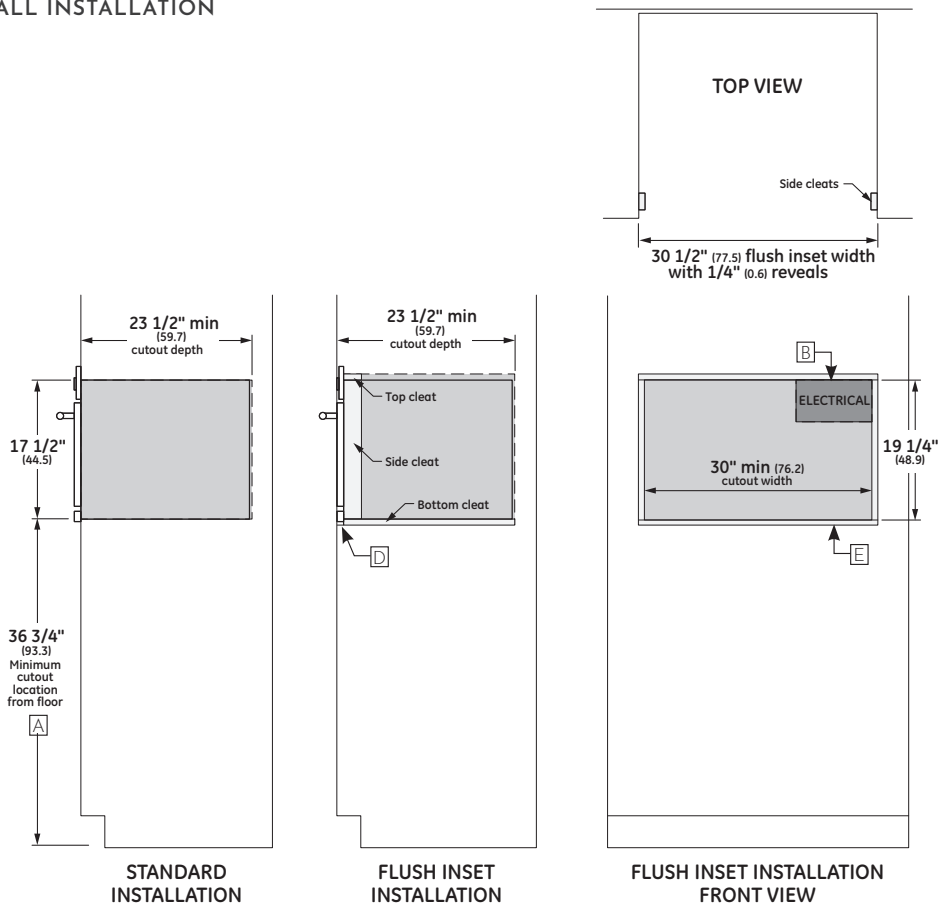 ALL INSTALLATION
TOP VIEW
Side cleats
30 1/2" (77.5) flush inset width
with 1/4" (0.6) reveals
23 1/2" min
(59.7)
cutout depth
17 1/2"
(44.5)
36 3/4"
(93.3)
Minimum
cutout
location
from floor
A
STANDARD
INSTALLATION
23 1/2" min
(59.7)
cutout depth
Top cleat
Side cleat
Bottom cleat
D
FLUSH INSET
INSTALLATION
B
ELECTRICAL
19 1/4"
(48.9)
30" min (76.2)
cutout width
E
FLUSH INSET INSTALLATION
FRONT VIEW